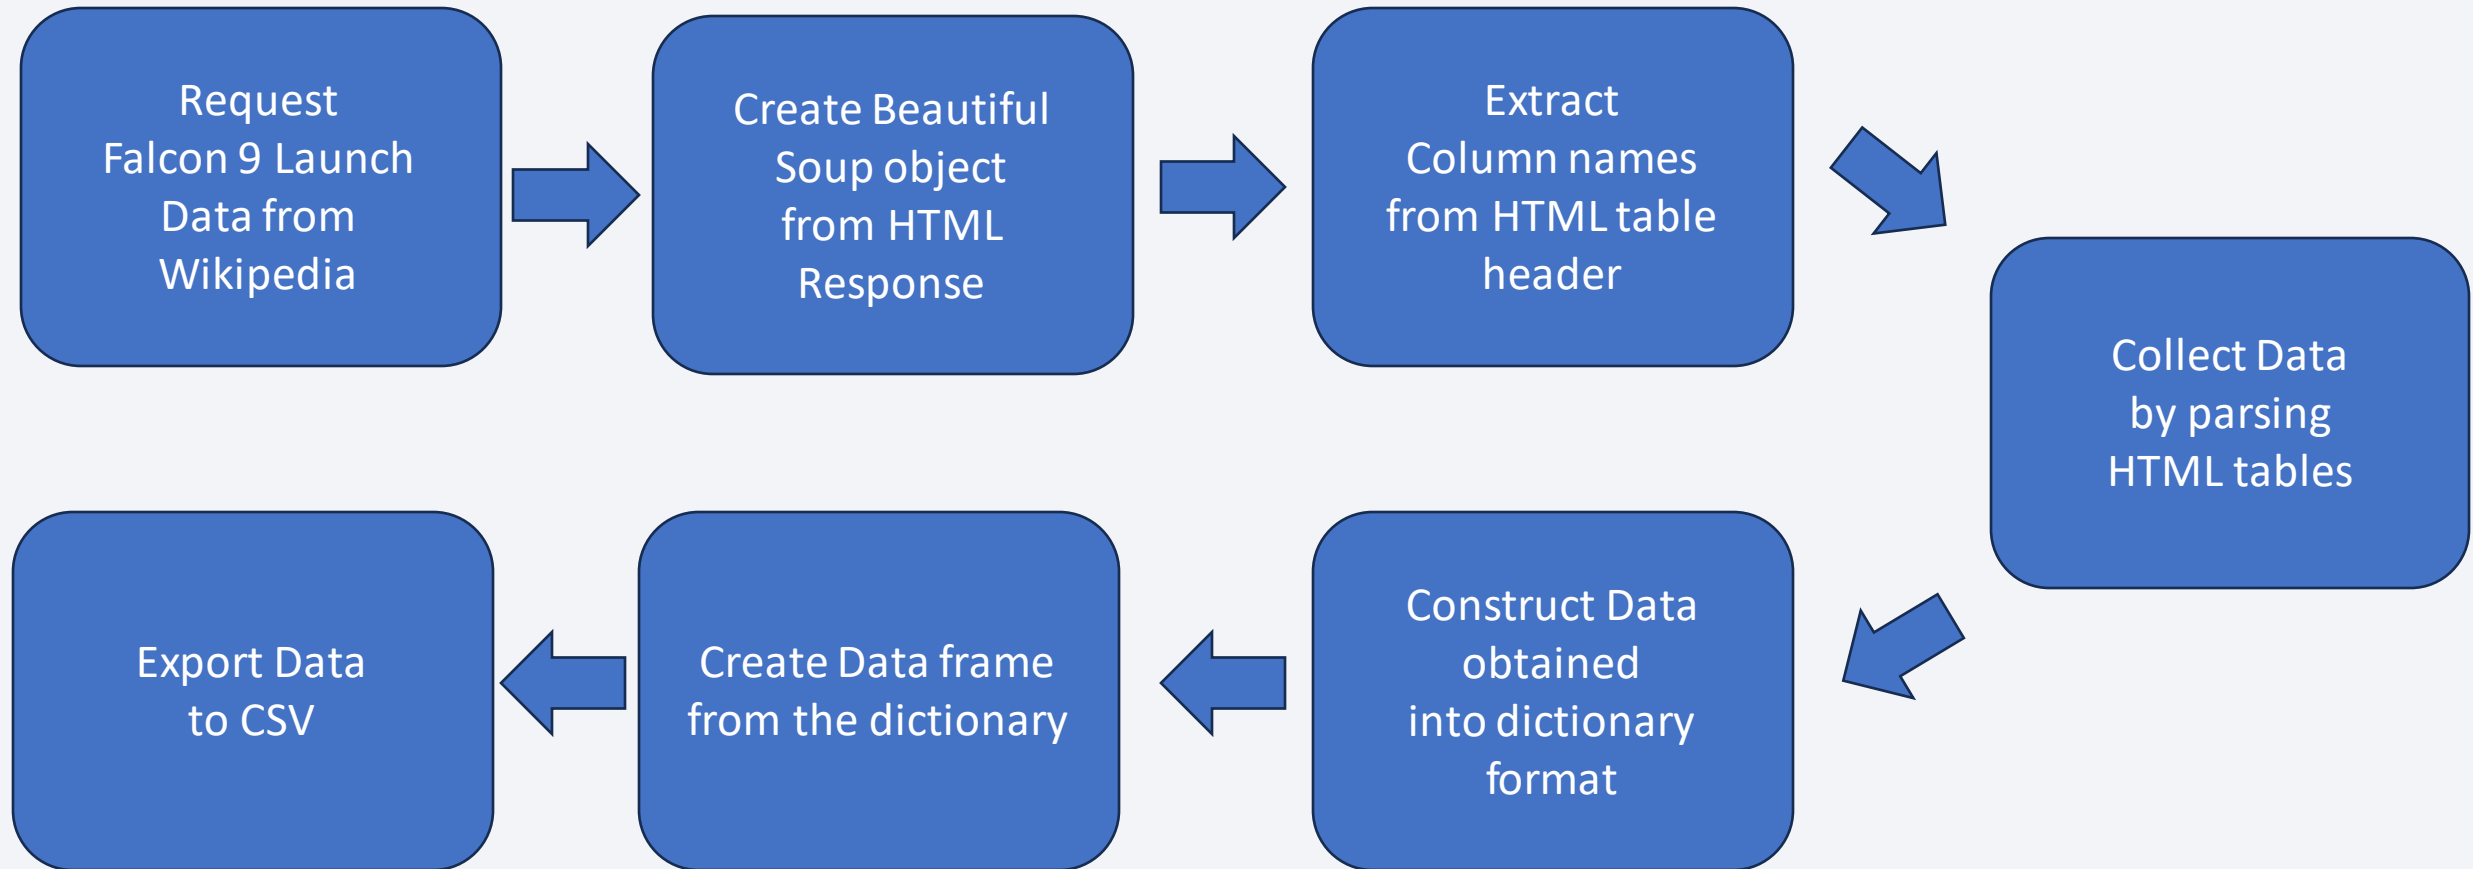 Request
Falcon 9 Launch
Data from
Wikipedia
Create Beautiful
Soup object
from HTML
Response
Extract
Column names
from HTML table
header
Collect Data
by parsing
HTML tables
Construct Data
obtained
into dictionary
format
Create Data frame
from the dictionary
Export Data
to CSV